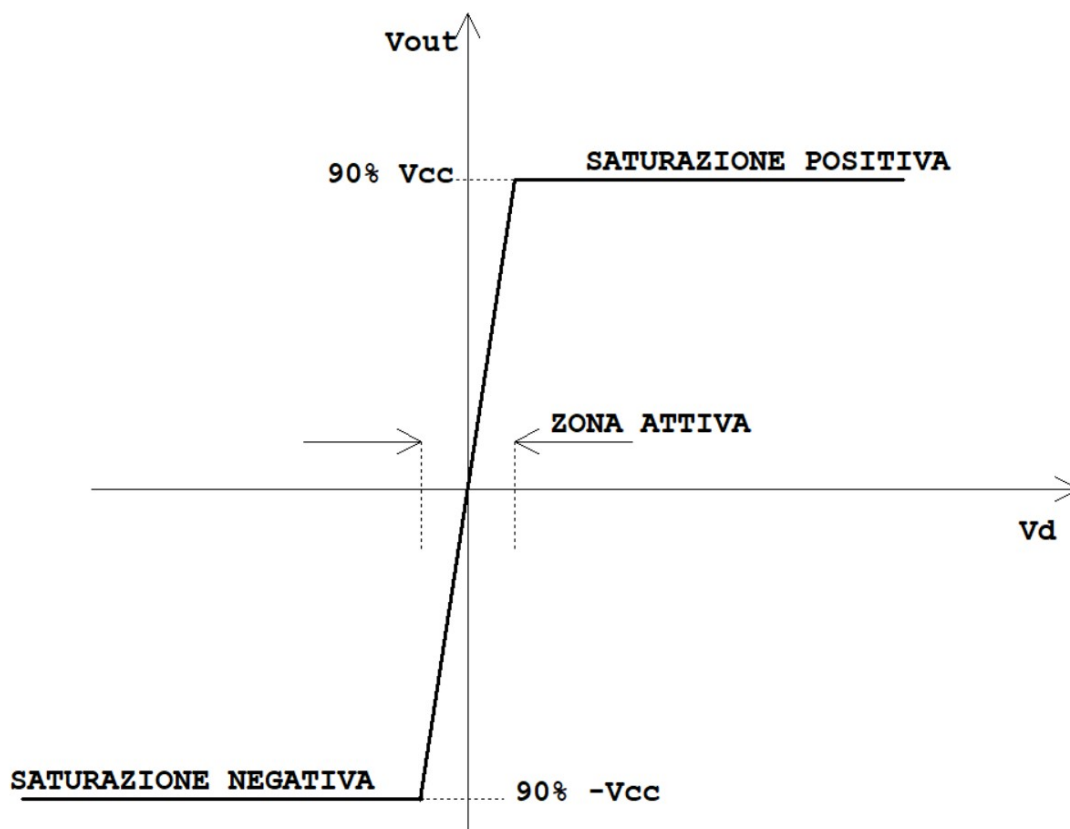 Vout
SATURAZIONE POSITIVA
90% Vcc
ZONA ATTIVA
Vd
SATURAZIONE NEGATIVA
90% -Vcc